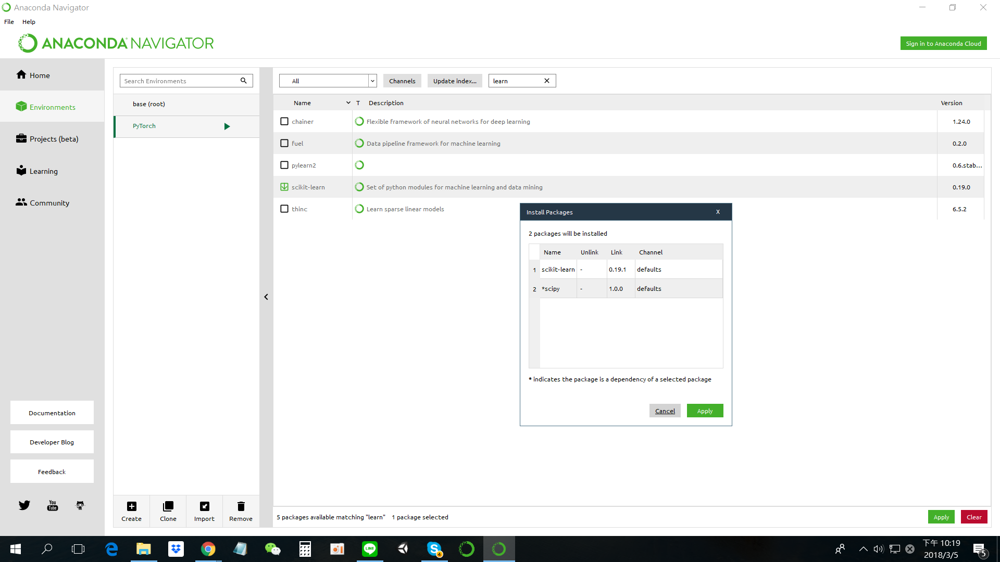 Anaconda Navigator
File Help
ANACONDA NAVIGATOR
Sign in to Anaconda Cloud
Home
Environments
Projects (beta)
Learning
Community
Documentation
Developer Blog
Feedback
You Tube
Search Environments
base (root)
PyTorch
Create Clone Import Remove
All Channels Update index... learn
Name T Description Version
chainer Flexible framework of neural networks for deep learning 1.24.0
fuel Data pipeline framework for machine learning 0.2.0
pylearn2 0.6.stab...
scikit-learn Set of python modules for machine learning and data mining 0.19.0
thinc Learn sparse linear models 6.5.2
Install Packages X
2 packages will be installed
Name Unlink Link Channel
1 scikit-learn - 0.19.1 defaults
2 *scipy - 1.0.0 defaults
* indicates the package is a dependency of a selected package
Cancel Apply
5 packages available matching "learn" 1 package selected
Apply Clear
LINE
4
下午 10:19
2018/3/5
5